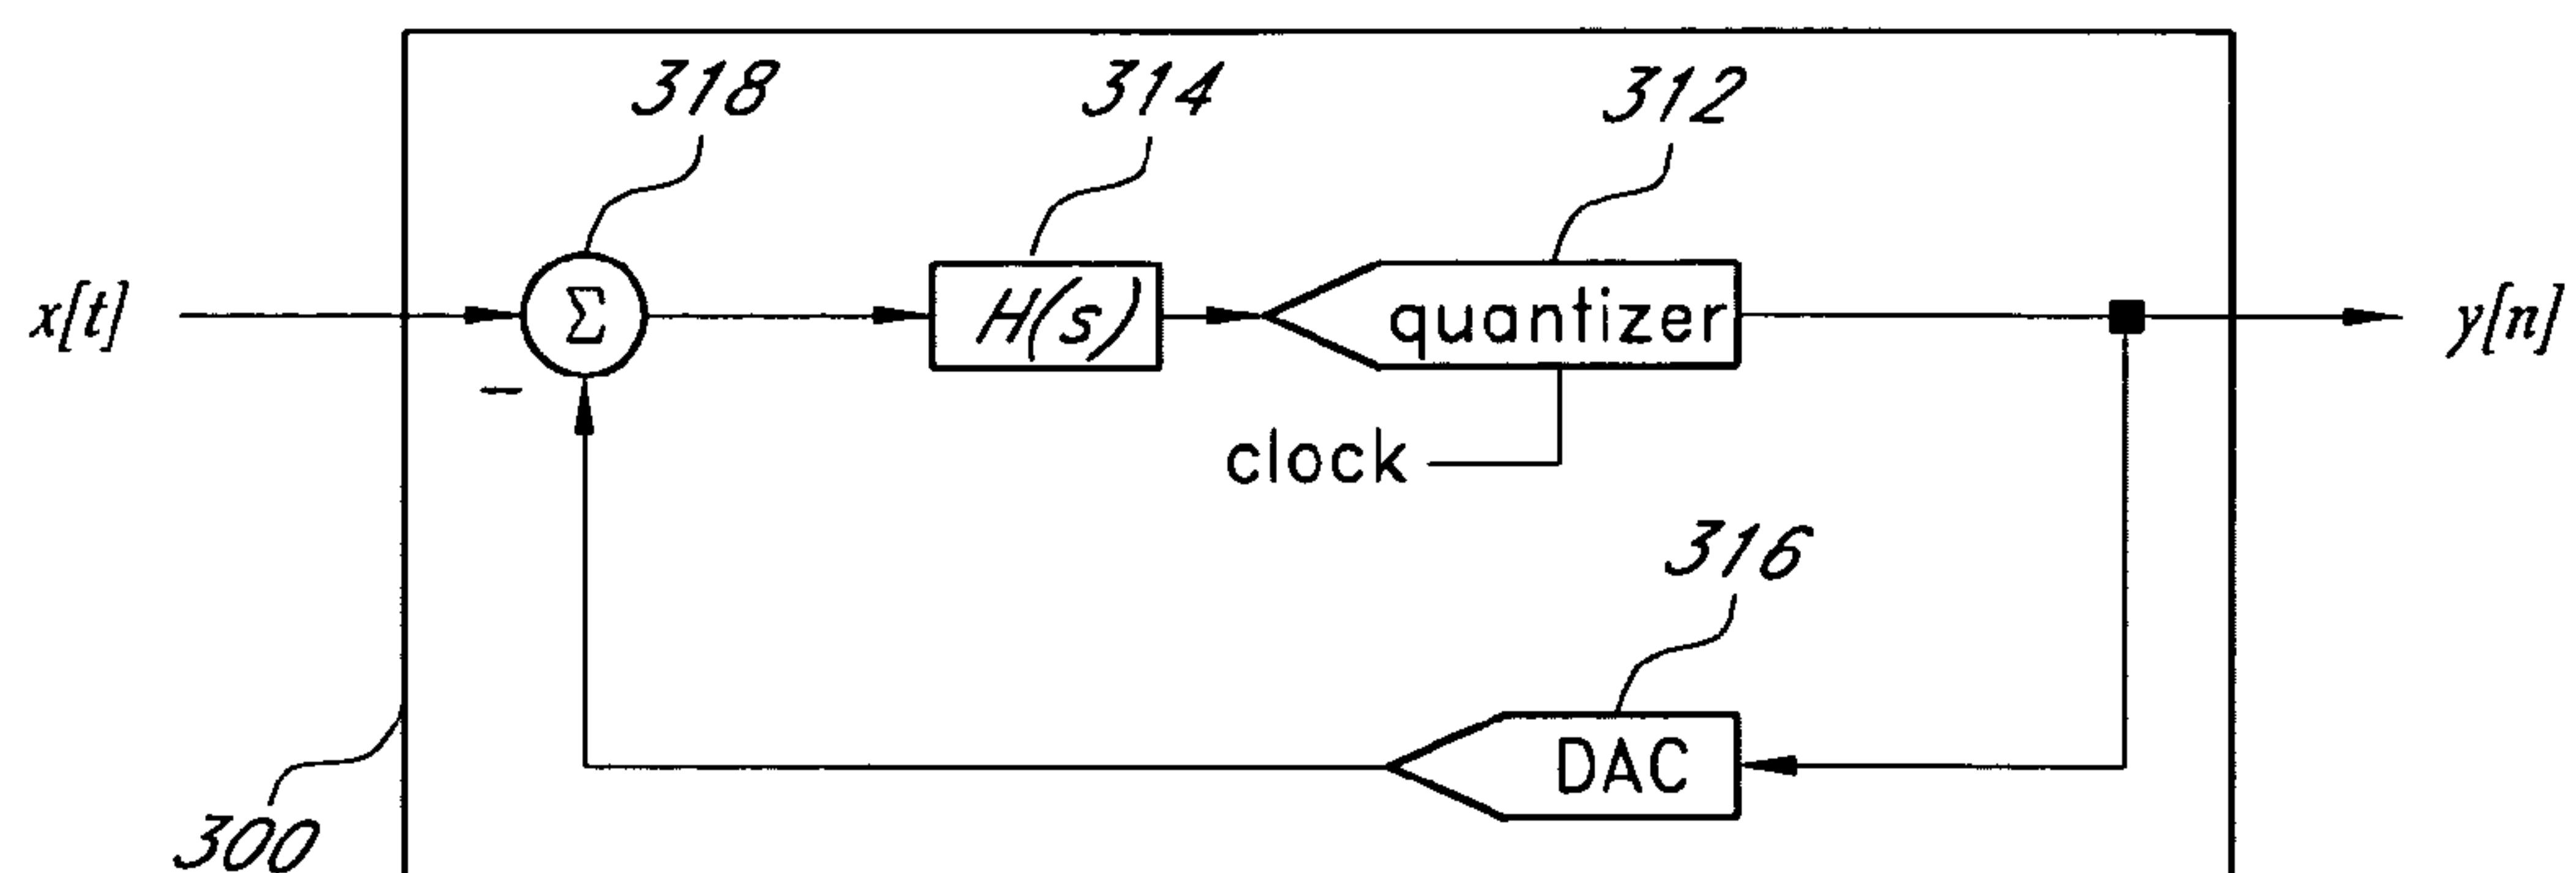 318
314
312
x[t]
Σ
−
H(s)
quantizer
y[n]
clock
316
DAC
300